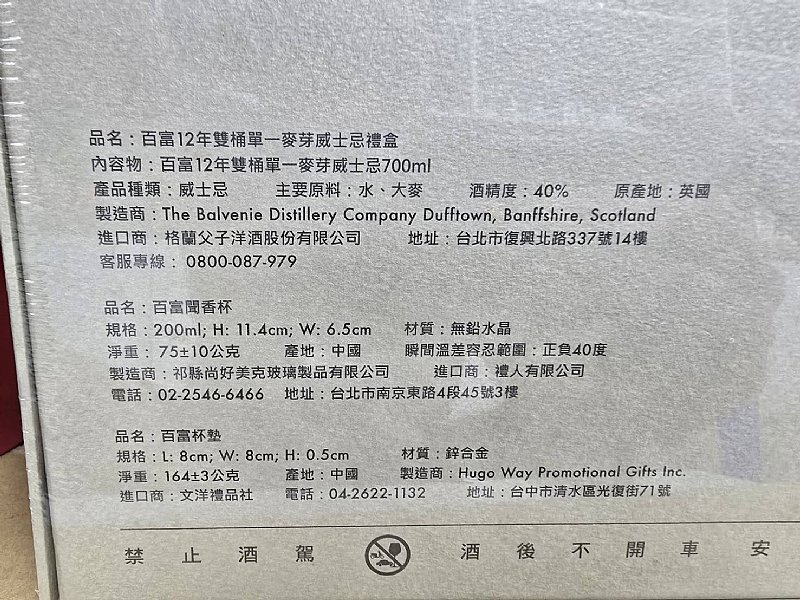 品名：百富12年雙桶單一麥芽威士忌禮盒
內容物：百富12年雙桶單一麥芽威士忌700ml
產品種類：威士忌 主要原料：水、大麥 酒精度：40% 原產地：英國
製造商：The Balvenie Distillery Company Dufftown, Banffshire, Scotland
進口商：格蘭父子洋酒股份有限公司 地址：台北市復興北路337號14樓
客服專線： 0800-087-979
品名：百富聞香杯
規格：200ml; H: 11.4cm; W: 6.5cm 材質：無鉛水晶
淨重： 75±10公克 產地：中國 瞬間溫差容忍範圍：正負40度
製造商：祁縣尚好美克玻璃製品有限公司 進口商：禮人有限公司
電話：02-2546-6466 地址：台北市南京東路4段45號3樓
品名：百富杯墊
規格：L: 8cm; W: 8cm; H: 0.5cm 材質：鋅合金
淨重：164±3公克 產地：中國 製造商：Hugo Way Promotional Gifts Inc.
進口商：文洋禮品社 電話：04-2622-1132 地址：台中市清水區光復街71號
禁止酒駕 酒後不開車 安